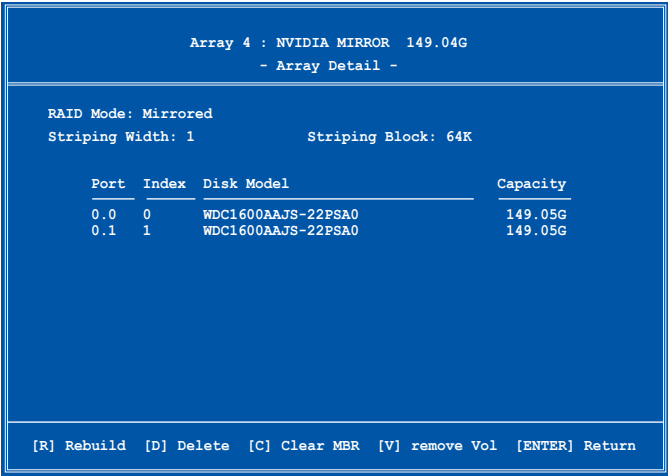 Array 4 : NVIDIA MIRROR 149.04G
- Array Detail -
RAID Mode: Mirrored
Striping Width: 1 Striping Block: 64K
Port Index Disk Model Capacity
0.0 0 WDC1600AAJS-22PSA0 149.05G
0.1 1 WDC1600AAJS-22PSA0 149.05G
[R] Rebuild [D] Delete [C] Clear MBR [V] remove Vol [ENTER] Return